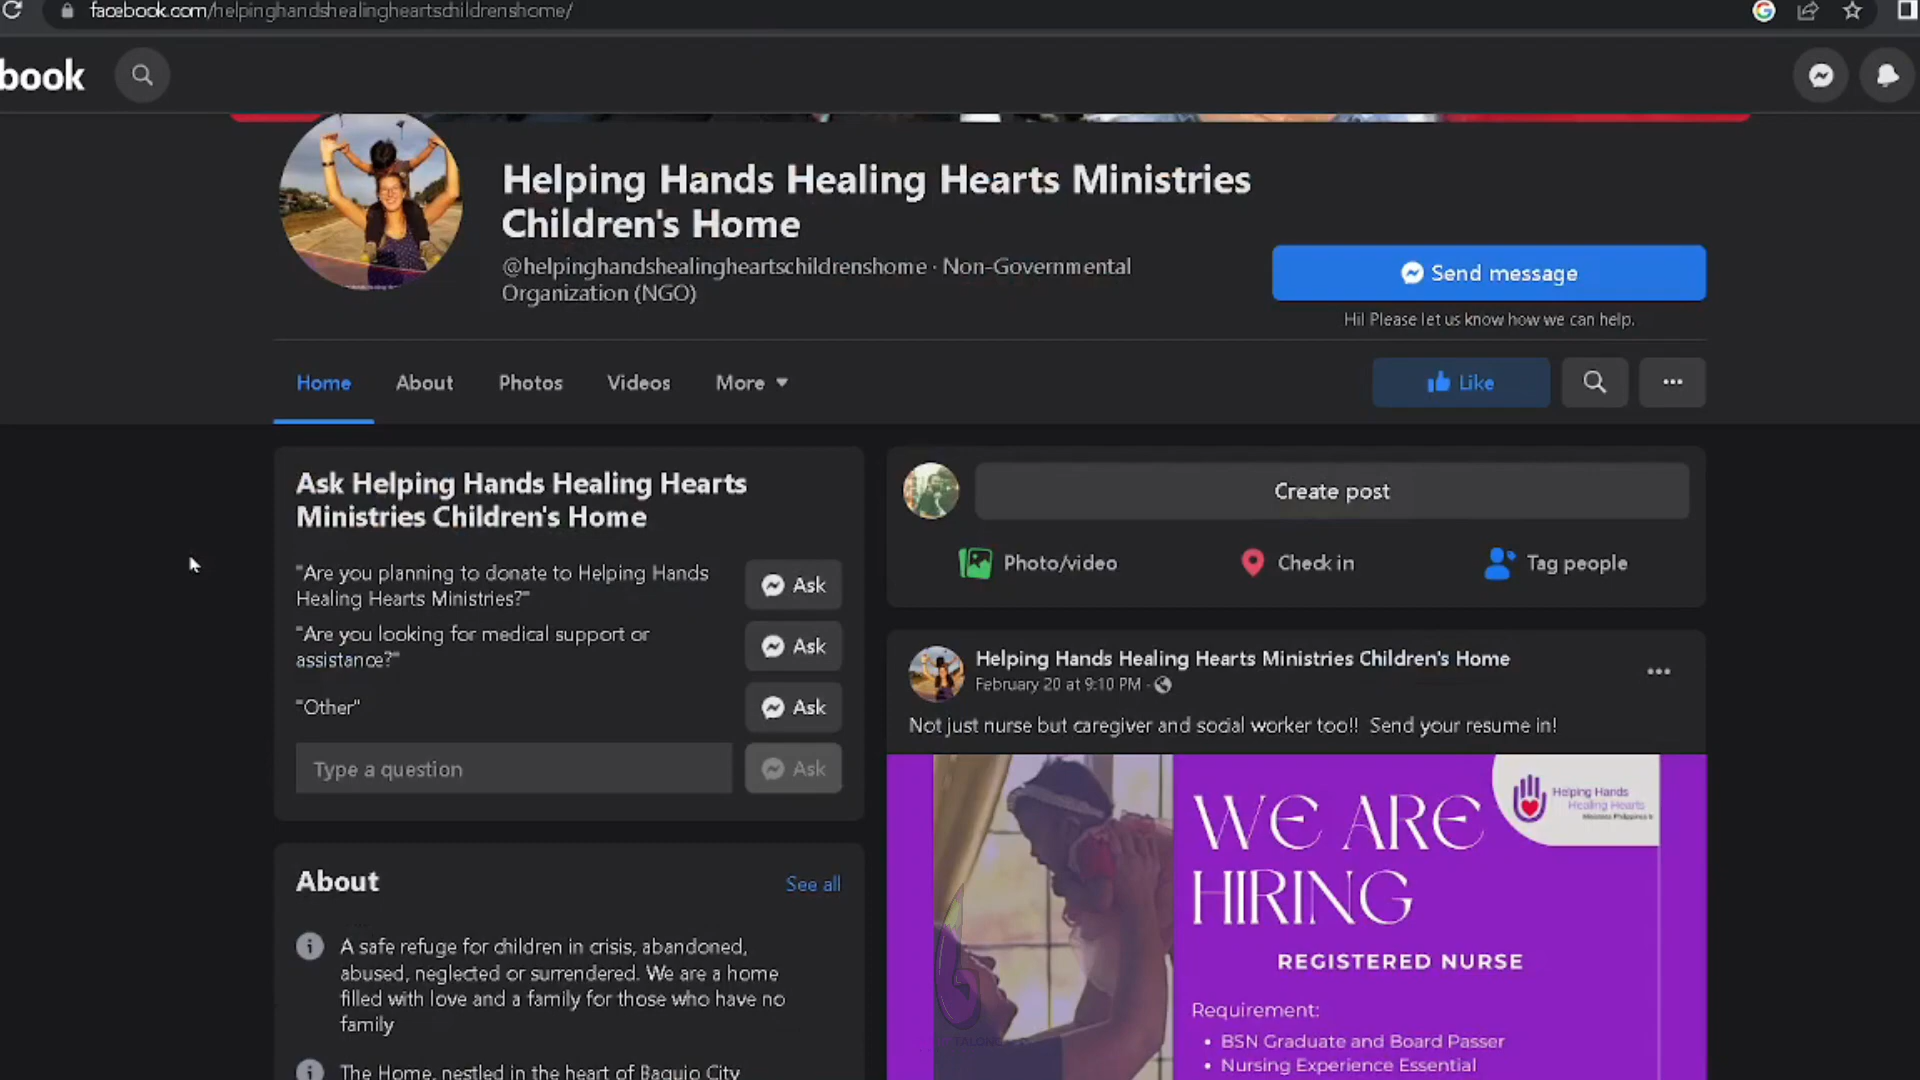 facebook.com/helpinghandshealingheartschildrenshome/
book
Helping Hands Healing Hearts Ministries
Children's Home
@helpinghandshealingheartschildrenshome · Non-Governmental
Organization (NGO)
Send message
Hi! Please let us know how we can help.
Home
About
Photos
Videos
More
Like
Ask Helping Hands Healing Hearts
Ministries Children's Home
"Are you planning to donate to Helping Hands
Healing Hearts Ministries?"
Ask
"Are you looking for medical support or
assistance?"
Ask
"Other"
Ask
Type a question
Ask
About
See all
A safe refuge for children in crisis, abandoned,
abused, neglected or surrendered. We are a home
filled with love and a family for those who have no
family
The Home, nestled in the heart of Baguio City
Create post
Photo/video
Check in
Tag people
Helping Hands Healing Hearts Ministries Children's Home
February 20 at 9:10 PM ·
Not just nurse but caregiver and social worker too!! Send your resume in!
Helping Hands
Healing Hearts
WE ARE
HIRING
REGISTERED NURSE
Requirement:
• BSN Graduate and Board Passer
• Nursing Experience Essential